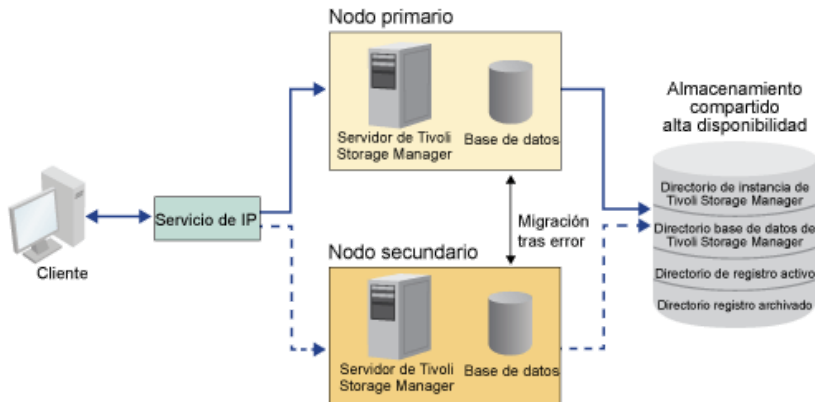 Nodo primario
Servidor de Tivoli
Storage Manager
Base de datos
Almacenamiento
compartido
alta disponibilidad
Directorio de instancia de
Tivoli Storage Manager
Directorio base de datos de
Tivoli Storage Manager
Directorio de registro activo
Directorio registro archivado
Cliente
Servicio de IP
Migración
tras error
Nodo secundario
Servidor de Tivoli
Storage Manager
Base de datos